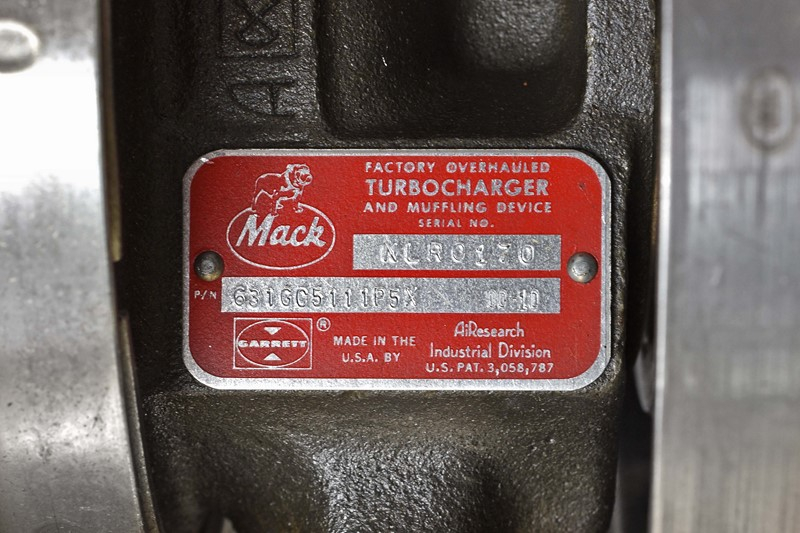 FACTORY OVERHAULED
TURBOCHARGER
AND MUFFLING DEVICE
SERIAL NO.
Mack
NLR0170
P/N 631GC5111P5X
GARRETT ®
MADE IN THE
U.S.A. BY
AiResearch
Industrial Division
U.S. PAT. 3,058,787